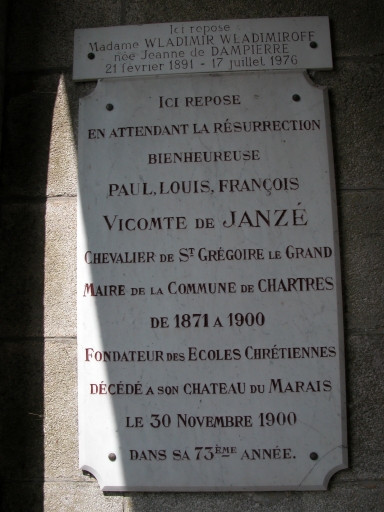 Ici repose
Madame WLADIMIR WŁADIMIROFF
née Jeanne de DAMPIERRE
21 février 1891 - 17 juillet 1976
ICI REPOSE
EN ATTENDANT LA RÉSURRECTION
BIENHEUREUSE
PAUL, LOUIS, FRANÇOIS
VICOMTE DE JANZÉ
CHEVALIER DE ST GRÉGOIRE LE GRAND
MAIRE DE LA COMMUNE DE CHARTRES
DE 1871 A 1900
FONDATEUR DES ECOLES CHRÉTIENNES
DÉCÉDÉ A SON CHATEAU DU MARAIS
LE 30 NOVEMBRE 1900
DANS SA 73ÈME ANNÉE.